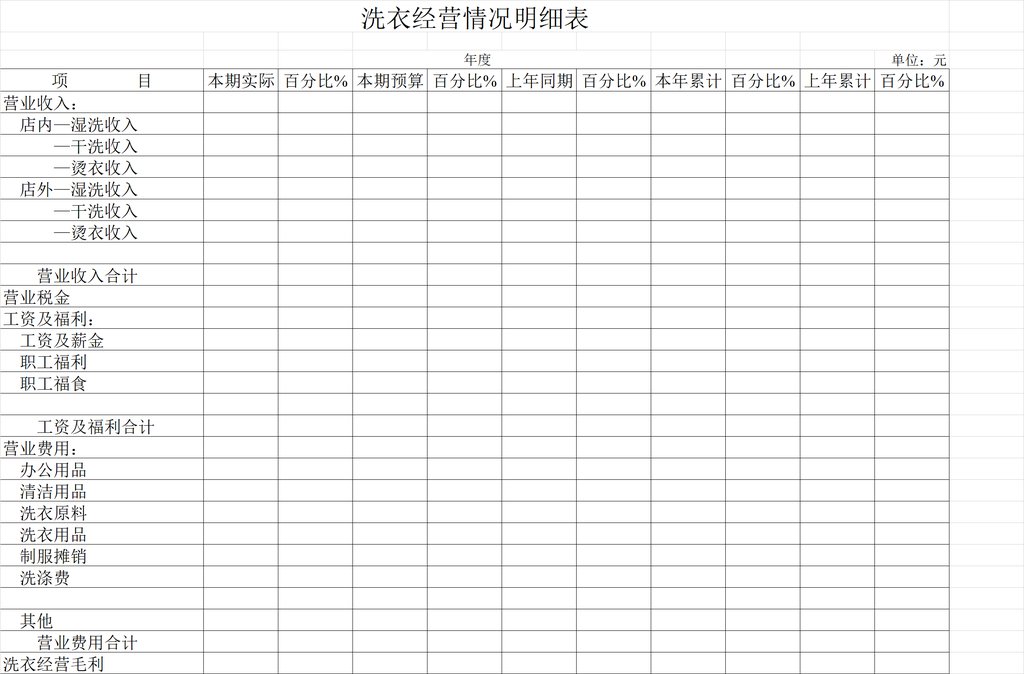 洗衣经营情况明细表
年度 单位：元
项 目 本期实际 百分比% 本期预算 百分比% 上年同期 百分比% 本年累计 百分比% 上年累计 百分比%
营业收入：
店内—湿洗收入
—干洗收入
—烫衣收入
店外—湿洗收入
—干洗收入
—烫衣收入
营业收入合计
营业税金
工资及福利：
工资及薪金
职工福利
职工福食
工资及福利合计
营业费用：
办公用品
清洁用品
洗衣原料
洗衣用品
制服摊销
洗涤费
其他
营业费用合计
洗衣经营毛利